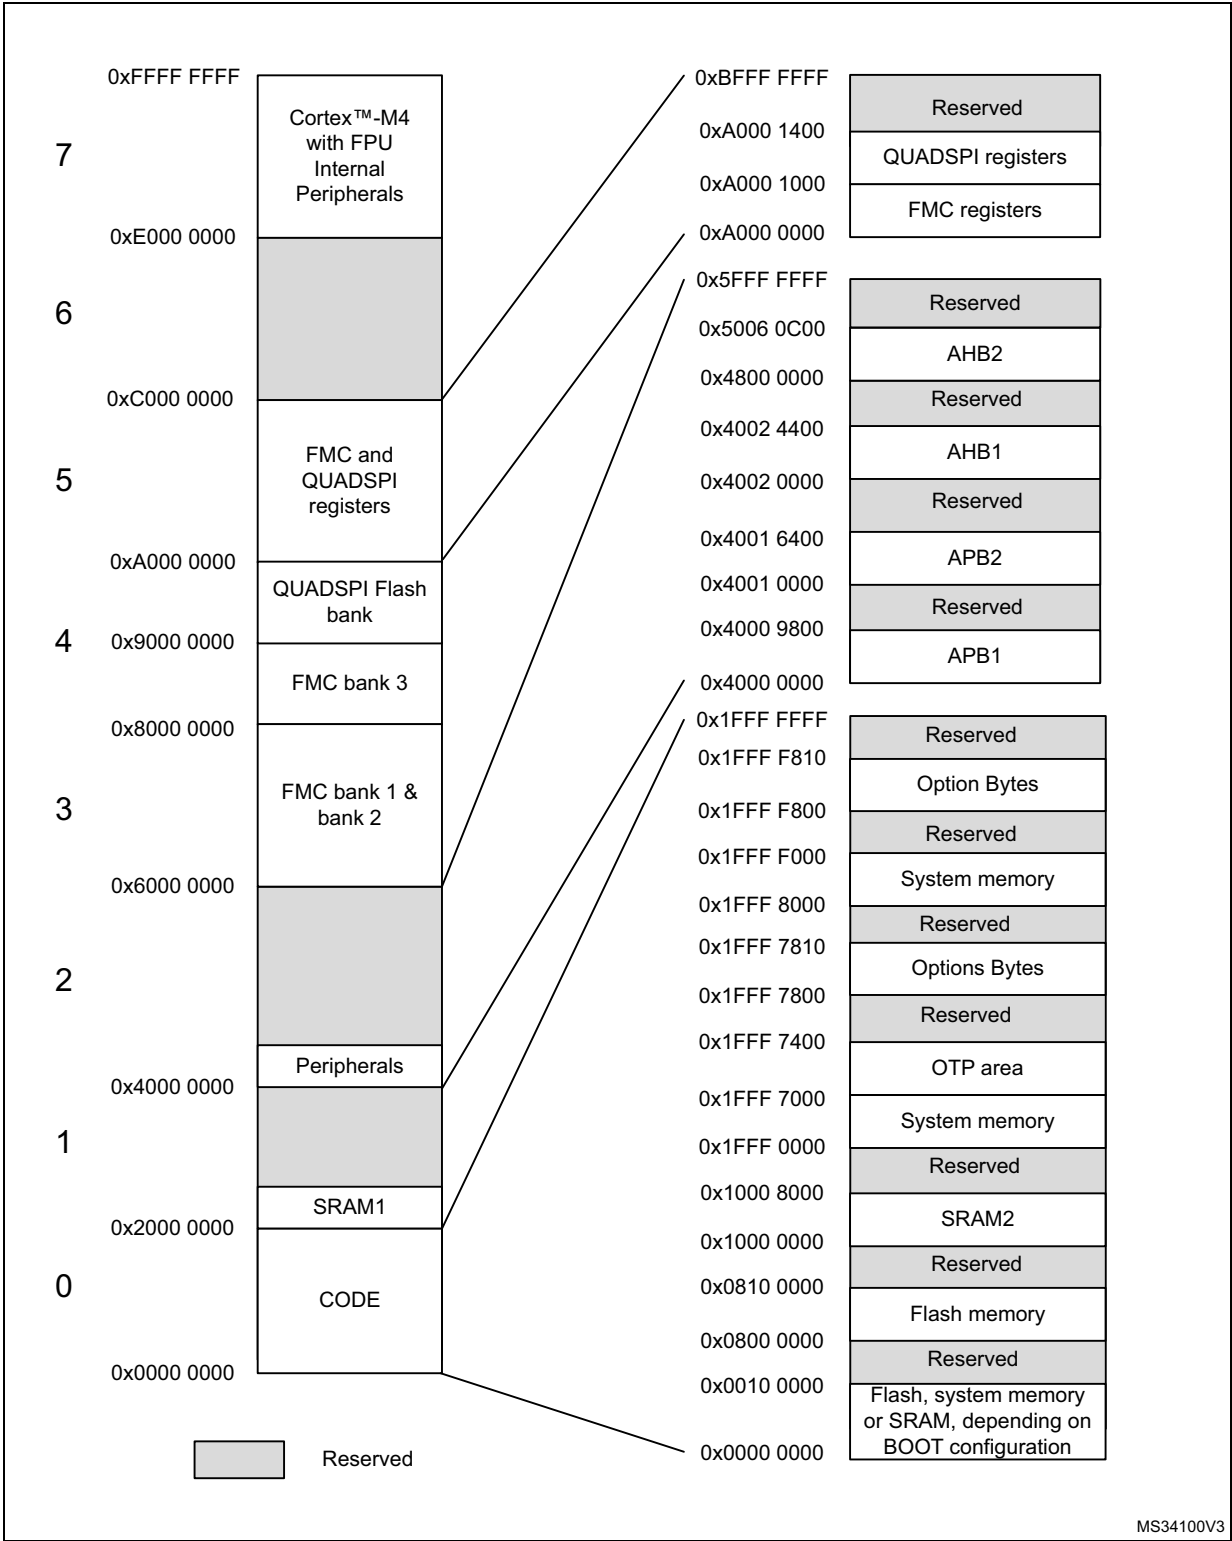 0xFFFF FFFF
Cortex™-M4
with FPU
Internal
Peripherals
7
0xE000 0000
6
0xC000 0000
FMC and
QUADSPI
registers
5
0xA000 0000
QUADSPI Flash
bank
4
0x9000 0000
FMC bank 3
0x8000 0000
FMC bank 1 &
bank 2
3
0x6000 0000
2
Peripherals
0x4000 0000
1
SRAM1
0x2000 0000
0
CODE
0x0000 0000
Reserved
0xBFFF FFFF
Reserved
0xA000 1400
QUADSPI registers
0xA000 1000
FMC registers
0xA000 0000
0x5FFF FFFF
Reserved
0x5006 0C00
AHB2
0x4800 0000
Reserved
0x4002 4400
AHB1
0x4002 0000
Reserved
0x4001 6400
APB2
0x4001 0000
Reserved
0x4000 9800
APB1
0x4000 0000
0x1FFF FFFF
Reserved
0x1FFF F810
Option Bytes
0x1FFF F800
Reserved
0x1FFF F000
System memory
0x1FFF 8000
Reserved
0x1FFF 7810
Options Bytes
0x1FFF 7800
Reserved
0x1FFF 7400
OTP area
0x1FFF 7000
System memory
0x1FFF 0000
Reserved
0x1000 8000
SRAM2
0x1000 0000
Reserved
0x0810 0000
Flash memory
0x0800 0000
Reserved
0x0010 0000
Flash, system memory
or SRAM, depending on
BOOT configuration
0x0000 0000
MS34100V3